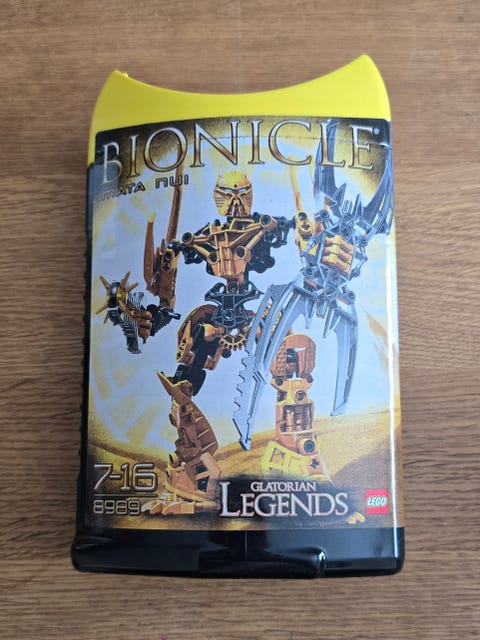 BIONICLE®
MATA NUI
7-16
8989
GLATORIAN
LEGENDS
LEGO